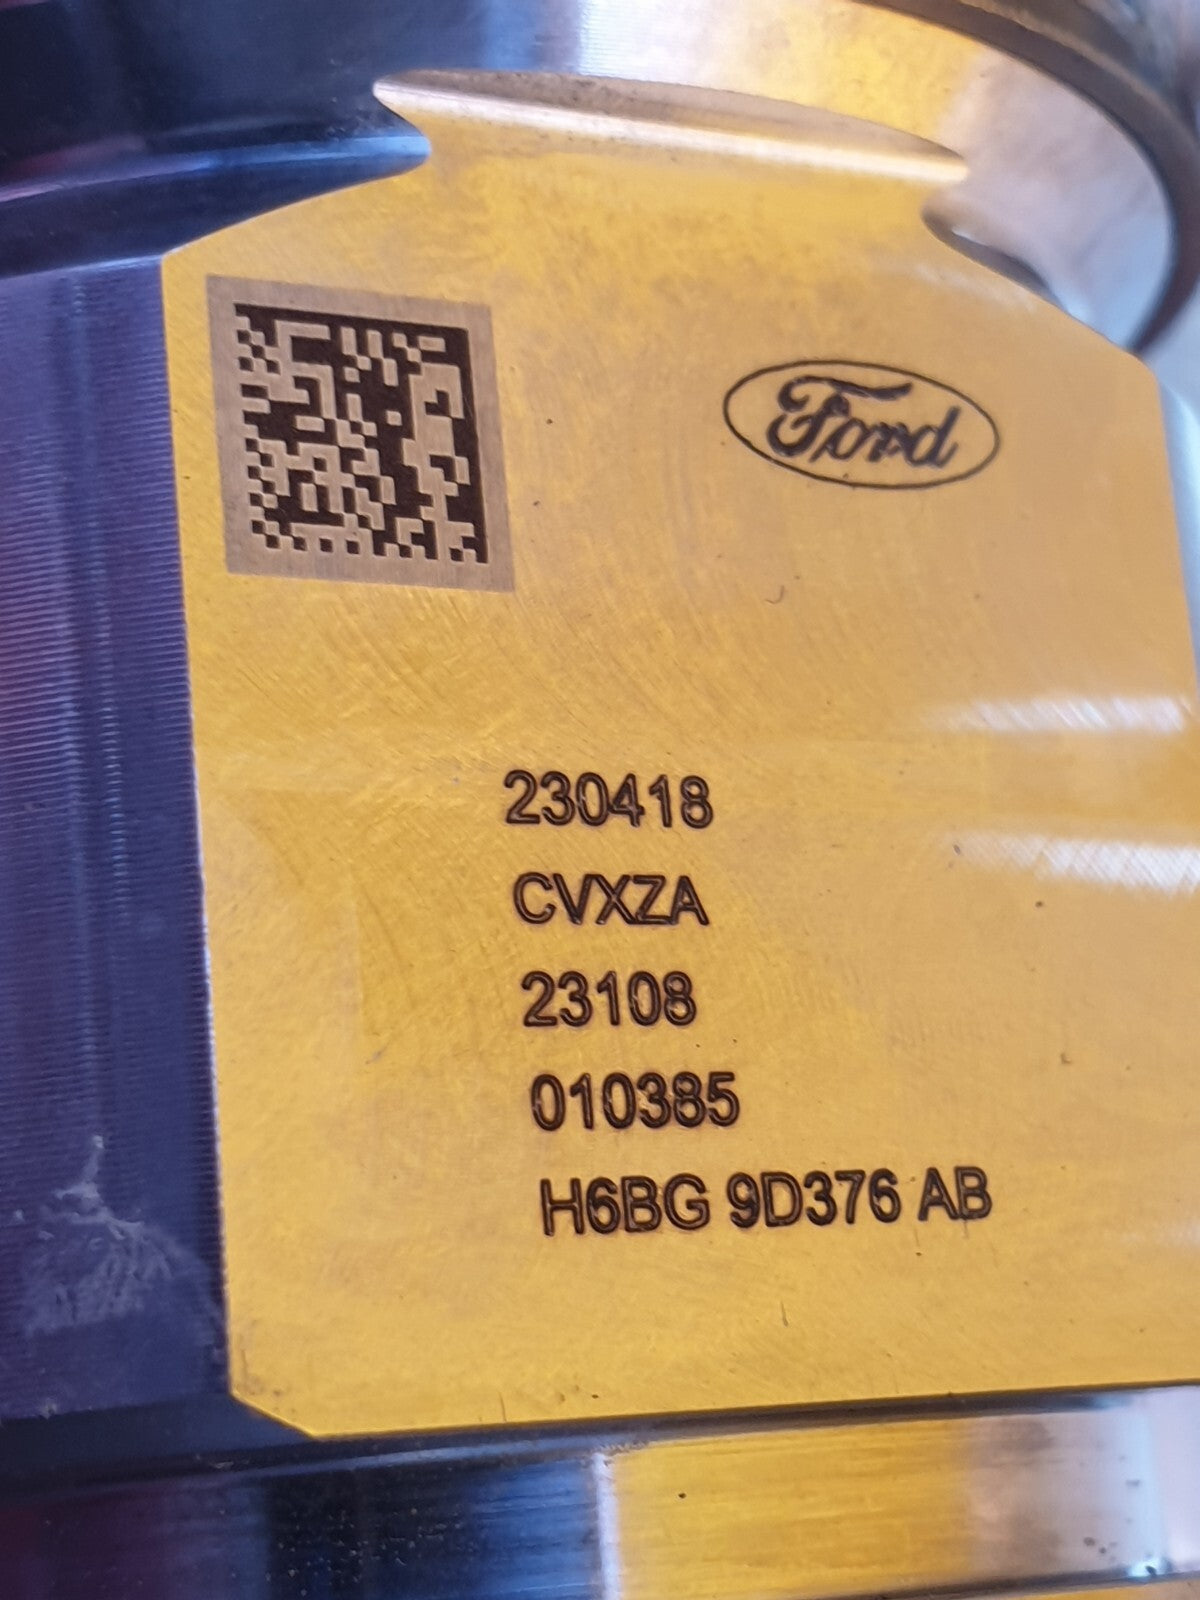 Ford
230418
CVXZA
23108
010385
H6BG 9D376 AB